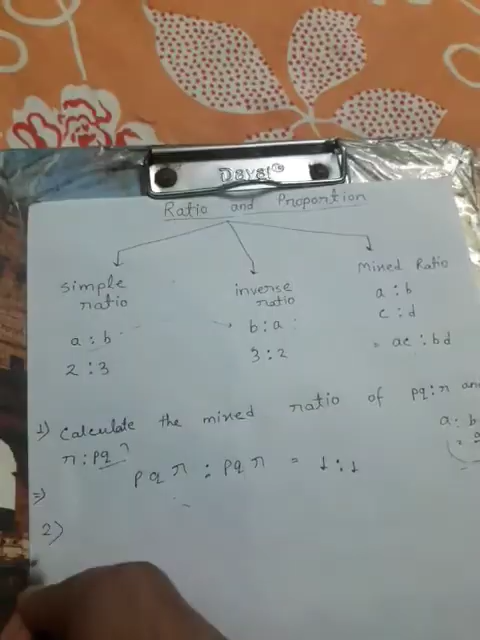 Dayal
Ratio and Proportion
simple ratio
a : b
2 : 3
inverse ratio
b : a
3 : 2
Mixed Ratio
a : b
c : d
= ac : bd
1) Calculate the mixed ratio of pq:r and
r : pq ?
a : b
=> pqr : pqr = 1 : 1
2)